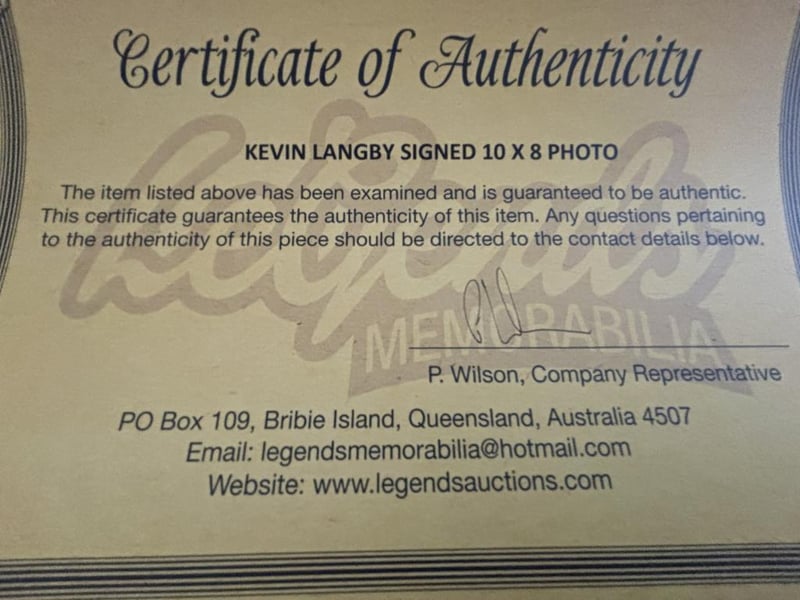 Certificate of Authenticity
KEVIN LANGBY SIGNED 10 X 8 PHOTO
The item listed above has been examined and is guaranteed to be authentic.
This certificate guarantees the authenticity of this item. Any questions pertaining
to the authenticity of this piece should be directed to the contact details below.
Legends
MEMORABILIA
P. Wilson, Company Representative
PO Box 109, Bribie Island, Queensland, Australia 4507
Email: legendsmemorabilia@hotmail.com
Website: www.legendsauctions.com